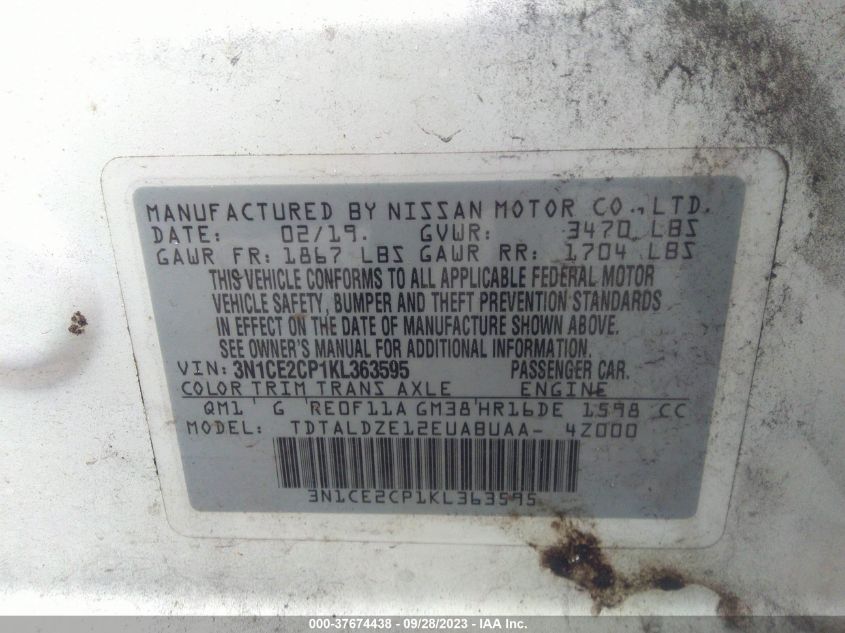 MANUFACTURED BY NISSAN MOTOR CO., LTD.
DATE: 02/19. GVWR: 3470 LBS
GAWR FR: 1867 LBS GAWR RR: 1704 LBS
THIS VEHICLE CONFORMS TO ALL APPLICABLE FEDERAL MOTOR
VEHICLE SAFETY, BUMPER AND THEFT PREVENTION STANDARDS
IN EFFECT ON THE DATE OF MANUFACTURE SHOWN ABOVE.
SEE OWNER'S MANUAL FOR ADDITIONAL INFORMATION.
VIN: 3N1CE2CP1KL363595 PASSENGER CAR.
COLOR TRIM TRANS AXLE ENGINE
QM1 G RE0F11A GM38 HR16DE 1598 CC
MODEL: TDTALDZE12EUABUAA- 4Z000
3N1CE2CP1KL363595
000-37674438 - 09/28/2023 - IAA Inc.